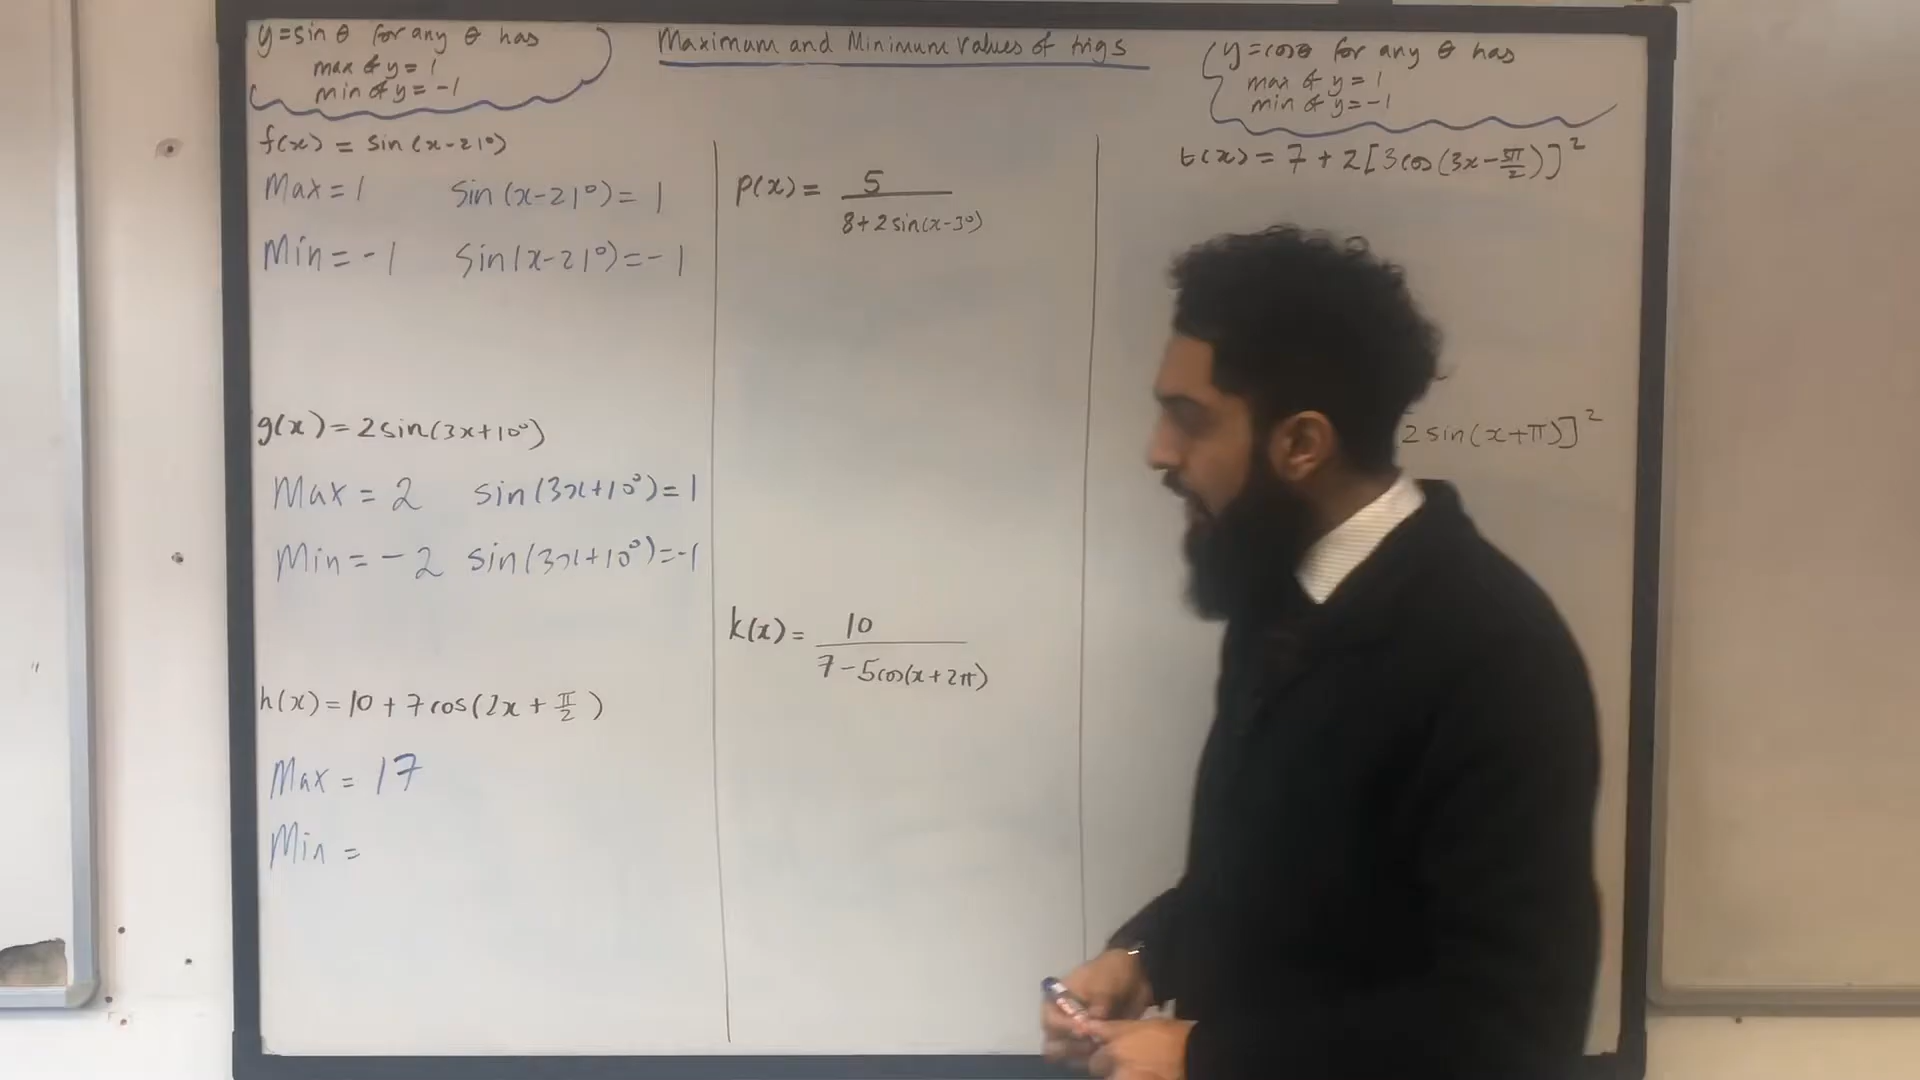 Maximum and Minimum values of trigs
y = sin θ for any θ has
max of y = 1
min of y = -1
f(x) = sin(x-21°)
Max = 1 sin(x-21°) = 1
Min = -1 sin(x-21°) = -1
g(x) = 2sin(3x+10°)
Max = 2 sin(3x+10°) = 1
Min = -2 sin(3x+10°) = -1
h(x) = 10 + 7cos(2x + π/2)
Max = 17
Min =
p(x) = 5
8+2sin(x-3°)
k(x) = 10
7-5cos(x+2π)
y = cosθ for any θ has
max of y = 1
min of y = -1
t(x) = 7 + 2[3cos(3x-5π/2)]²
2sin(x+π)]²